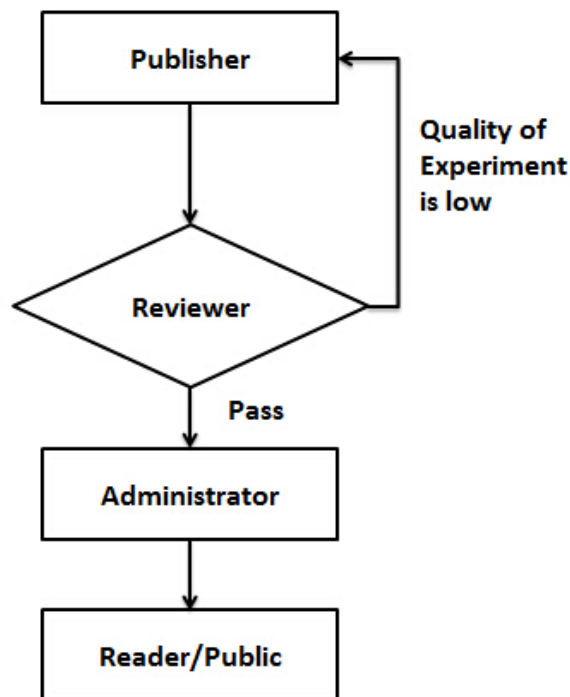 Publisher
Quality of
Experiment
is low
Reviewer
Pass
Administrator
Reader/Public